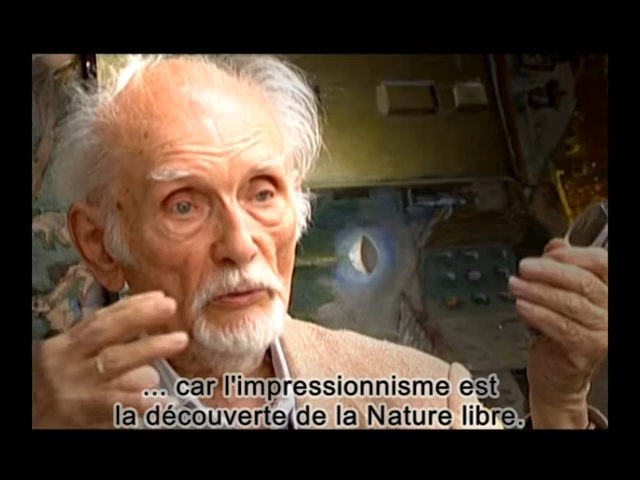 ... car l'impressionnisme est
la découverte de la Nature libre.